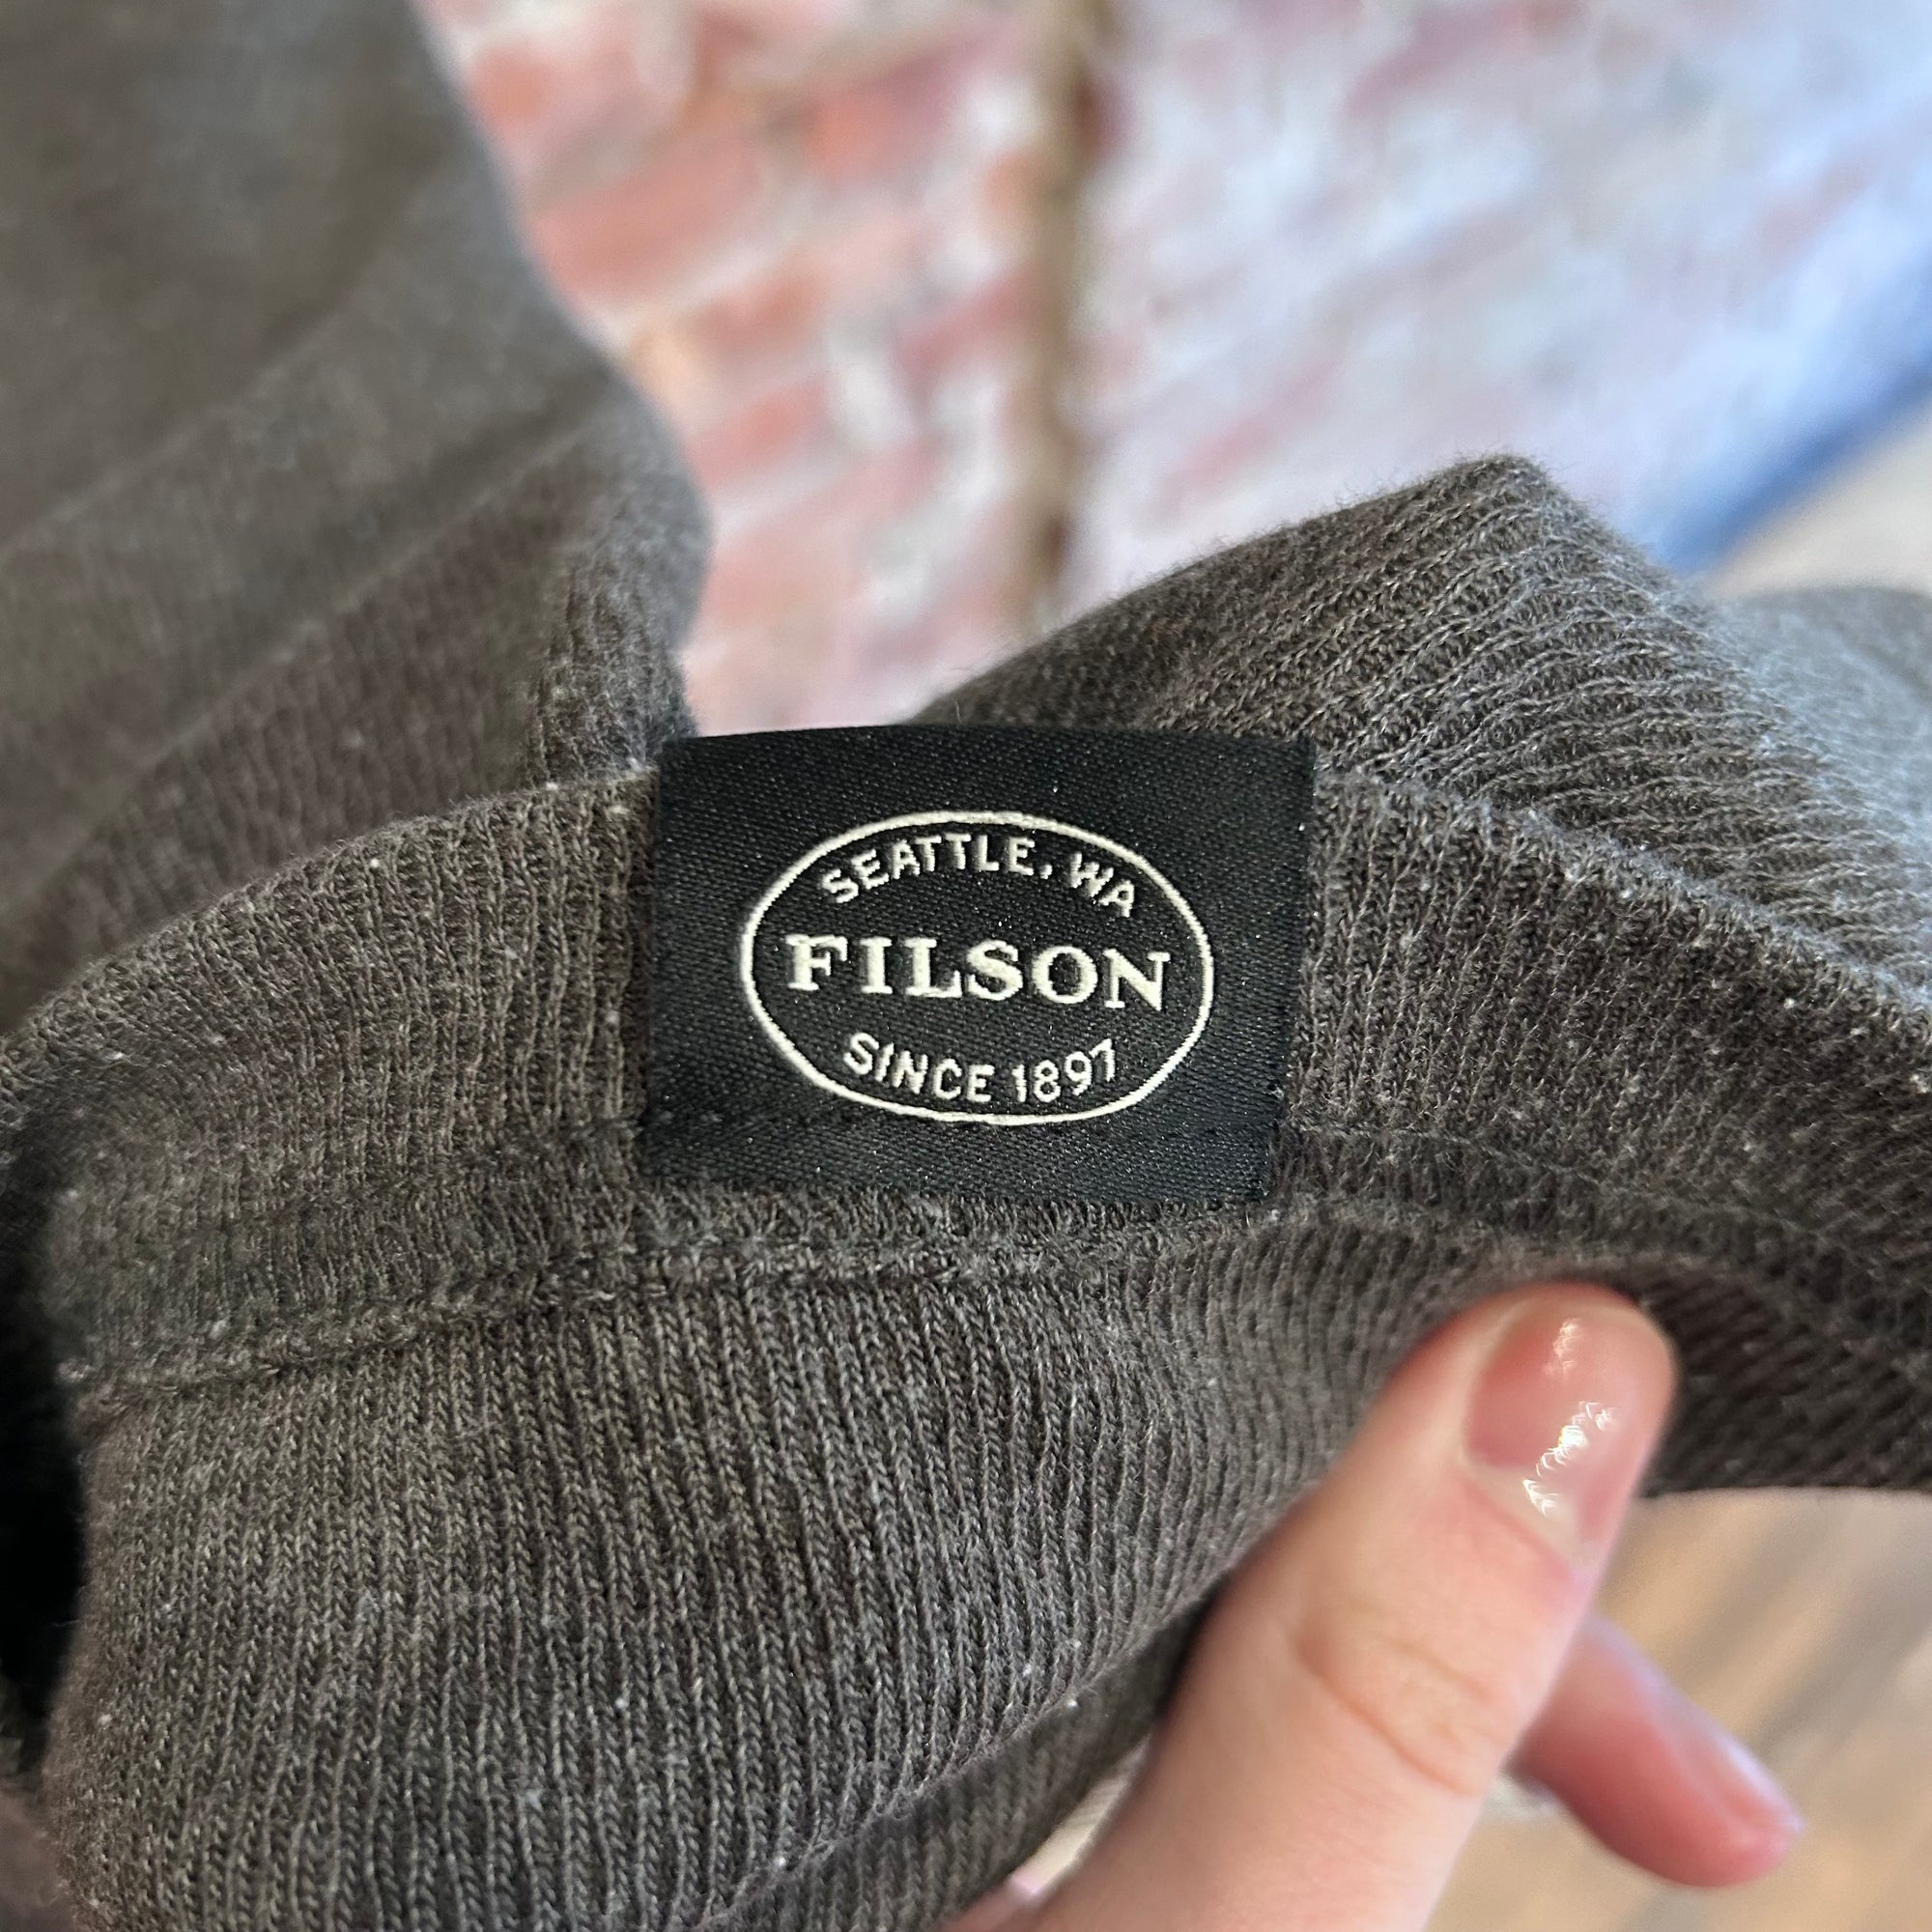 SEATTLE, WA
FILSON
SINCE 1897